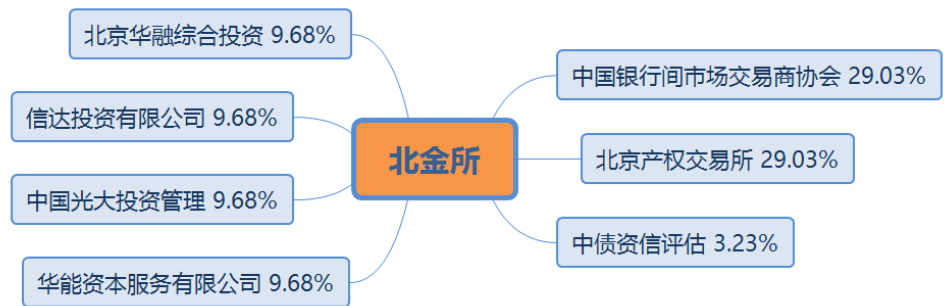 北京华融综合投资 9.68%
信达投资有限公司 9.68%
中国光大投资管理 9.68%
华能资本服务有限公司 9.68%
北金所
中国银行间市场交易商协会 29.03%
北京产权交易所 29.03%
中债资信评估 3.23%